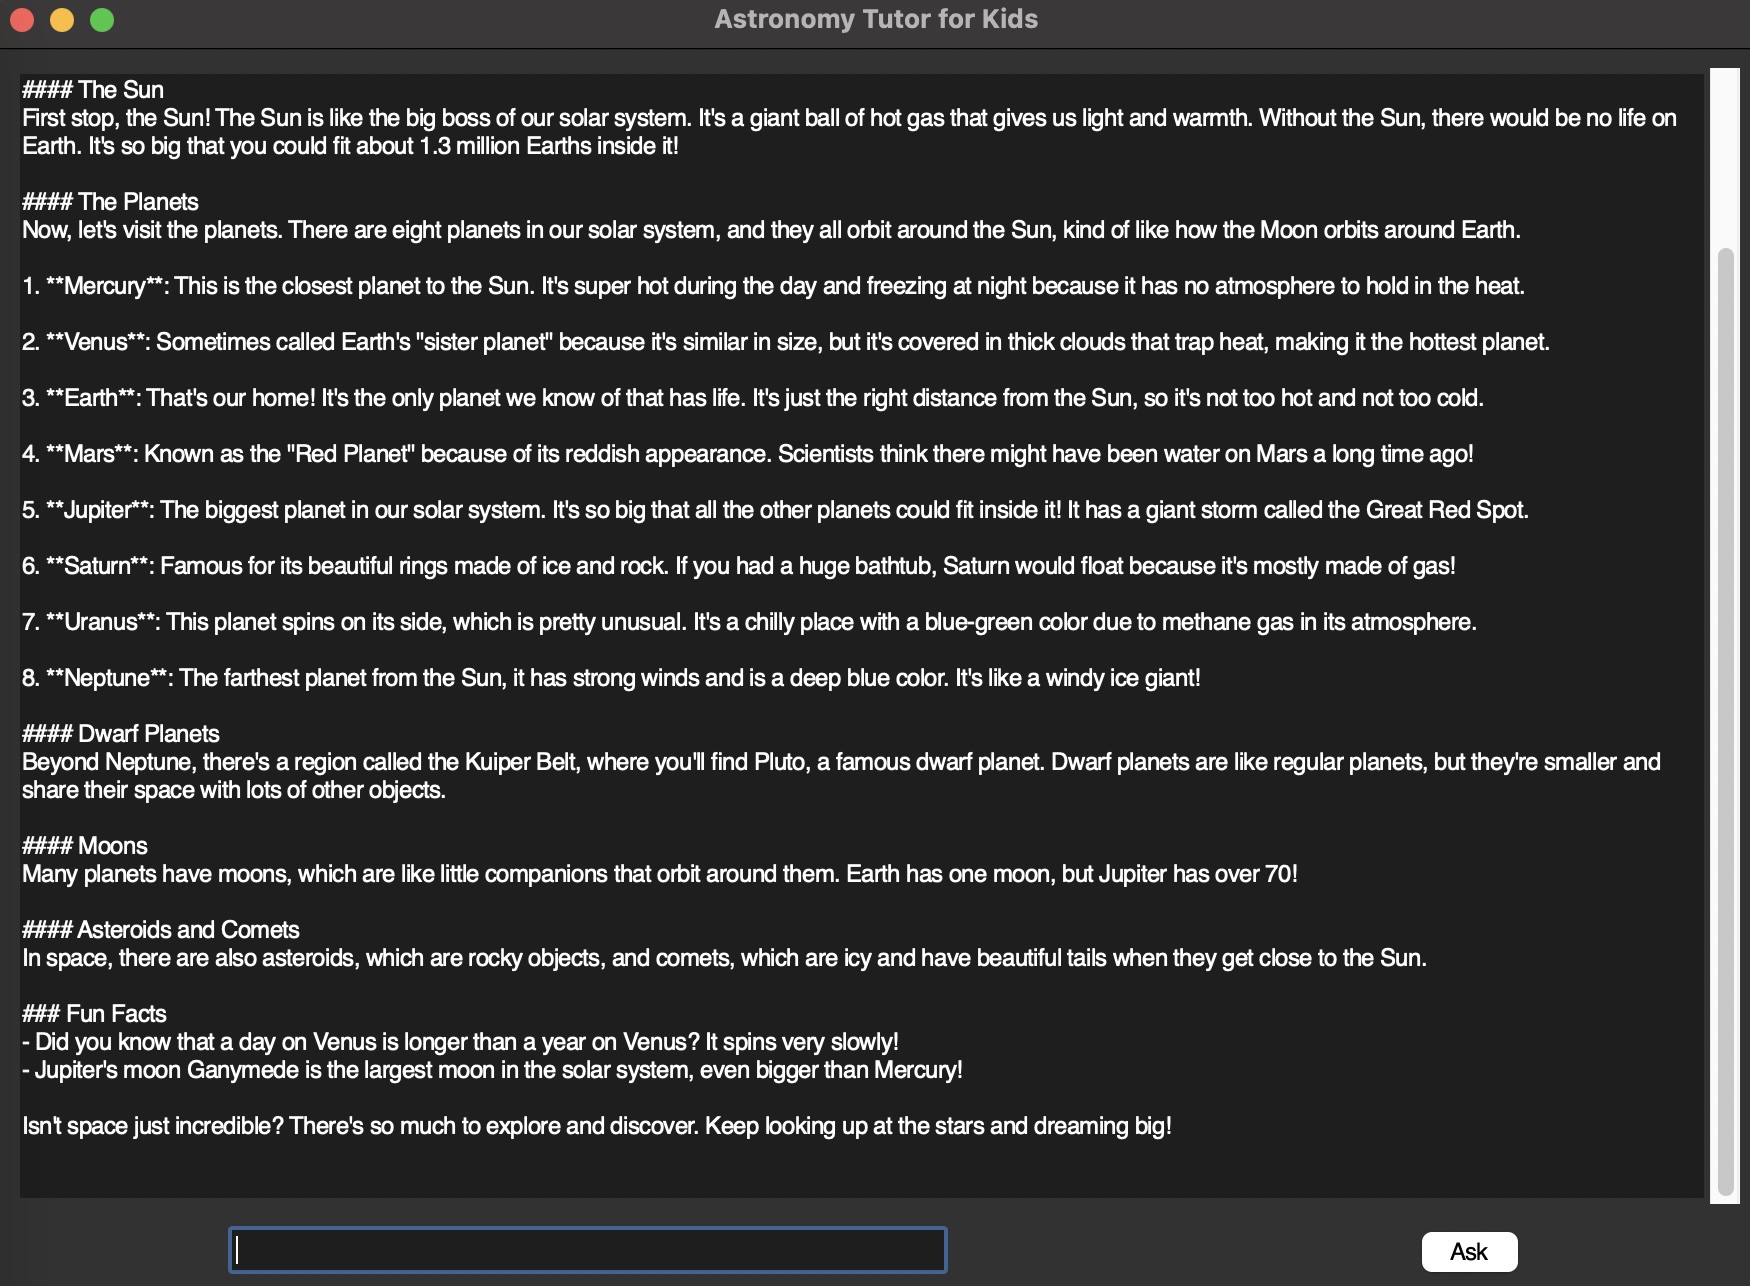 Astronomy Tutor for Kids
#### The Sun
First stop, the Sun! The Sun is like the big boss of our solar system. It's a giant ball of hot gas that gives us light and warmth. Without the Sun, there would be no life on
Earth. It's so big that you could fit about 1.3 million Earths inside it!
#### The Planets
Now, let's visit the planets. There are eight planets in our solar system, and they all orbit around the Sun, kind of like how the Moon orbits around Earth.
1. **Mercury**: This is the closest planet to the Sun. It's super hot during the day and freezing at night because it has no atmosphere to hold in the heat.
2. **Venus**: Sometimes called Earth's "sister planet" because it's similar in size, but it's covered in thick clouds that trap heat, making it the hottest planet.
3. **Earth**: That's our home! It's the only planet we know of that has life. It's just the right distance from the Sun, so it's not too hot and not too cold.
4. **Mars**: Known as the "Red Planet" because of its reddish appearance. Scientists think there might have been water on Mars a long time ago!
5. **Jupiter**: The biggest planet in our solar system. It's so big that all the other planets could fit inside it! It has a giant storm called the Great Red Spot.
6. **Saturn**: Famous for its beautiful rings made of ice and rock. If you had a huge bathtub, Saturn would float because it's mostly made of gas!
7. **Uranus**: This planet spins on its side, which is pretty unusual. It's a chilly place with a blue-green color due to methane gas in its atmosphere.
8. **Neptune**: The farthest planet from the Sun, it has strong winds and is a deep blue color. It's like a windy ice giant!
#### Dwarf Planets
Beyond Neptune, there's a region called the Kuiper Belt, where you'll find Pluto, a famous dwarf planet. Dwarf planets are like regular planets, but they're smaller and
share their space with lots of other objects.
#### Moons
Many planets have moons, which are like little companions that orbit around them. Earth has one moon, but Jupiter has over 70!
#### Asteroids and Comets
In space, there are also asteroids, which are rocky objects, and comets, which are icy and have beautiful tails when they get close to the Sun.
### Fun Facts
- Did you know that a day on Venus is longer than a year on Venus? It spins very slowly!
- Jupiter's moon Ganymede is the largest moon in the solar system, even bigger than Mercury!
Isn't space just incredible? There's so much to explore and discover. Keep looking up at the stars and dreaming big!
Ask